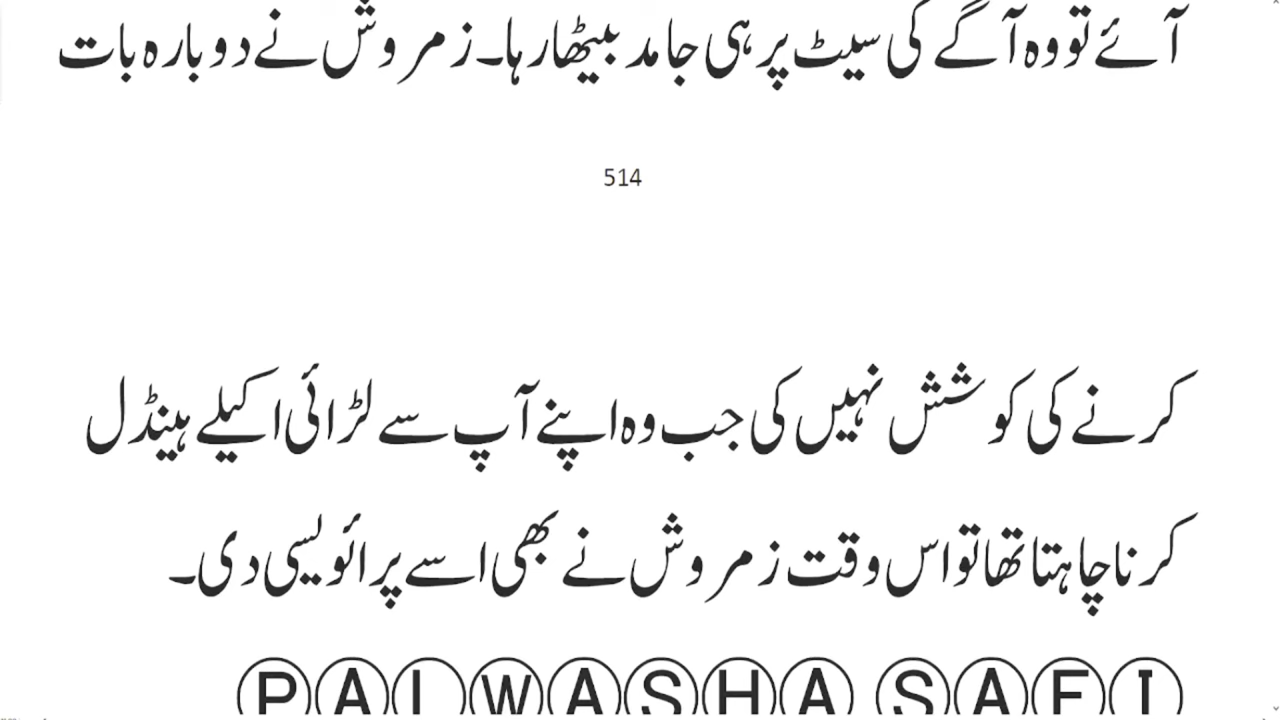 آئے تو وہ آگے کی سیٹ پر ہی جامد بیٹھا رہا۔ زمروش نے دوبارہ بات
514
کرنے کی کوشش نہیں کی جب وہ اپنے آپ سے لڑائی اکیلے ہینڈل
کرنا چاہتا تھا تو اس وقت زمروش نے بھی اسے پرائویسی دی۔
PALWASHA SAFI